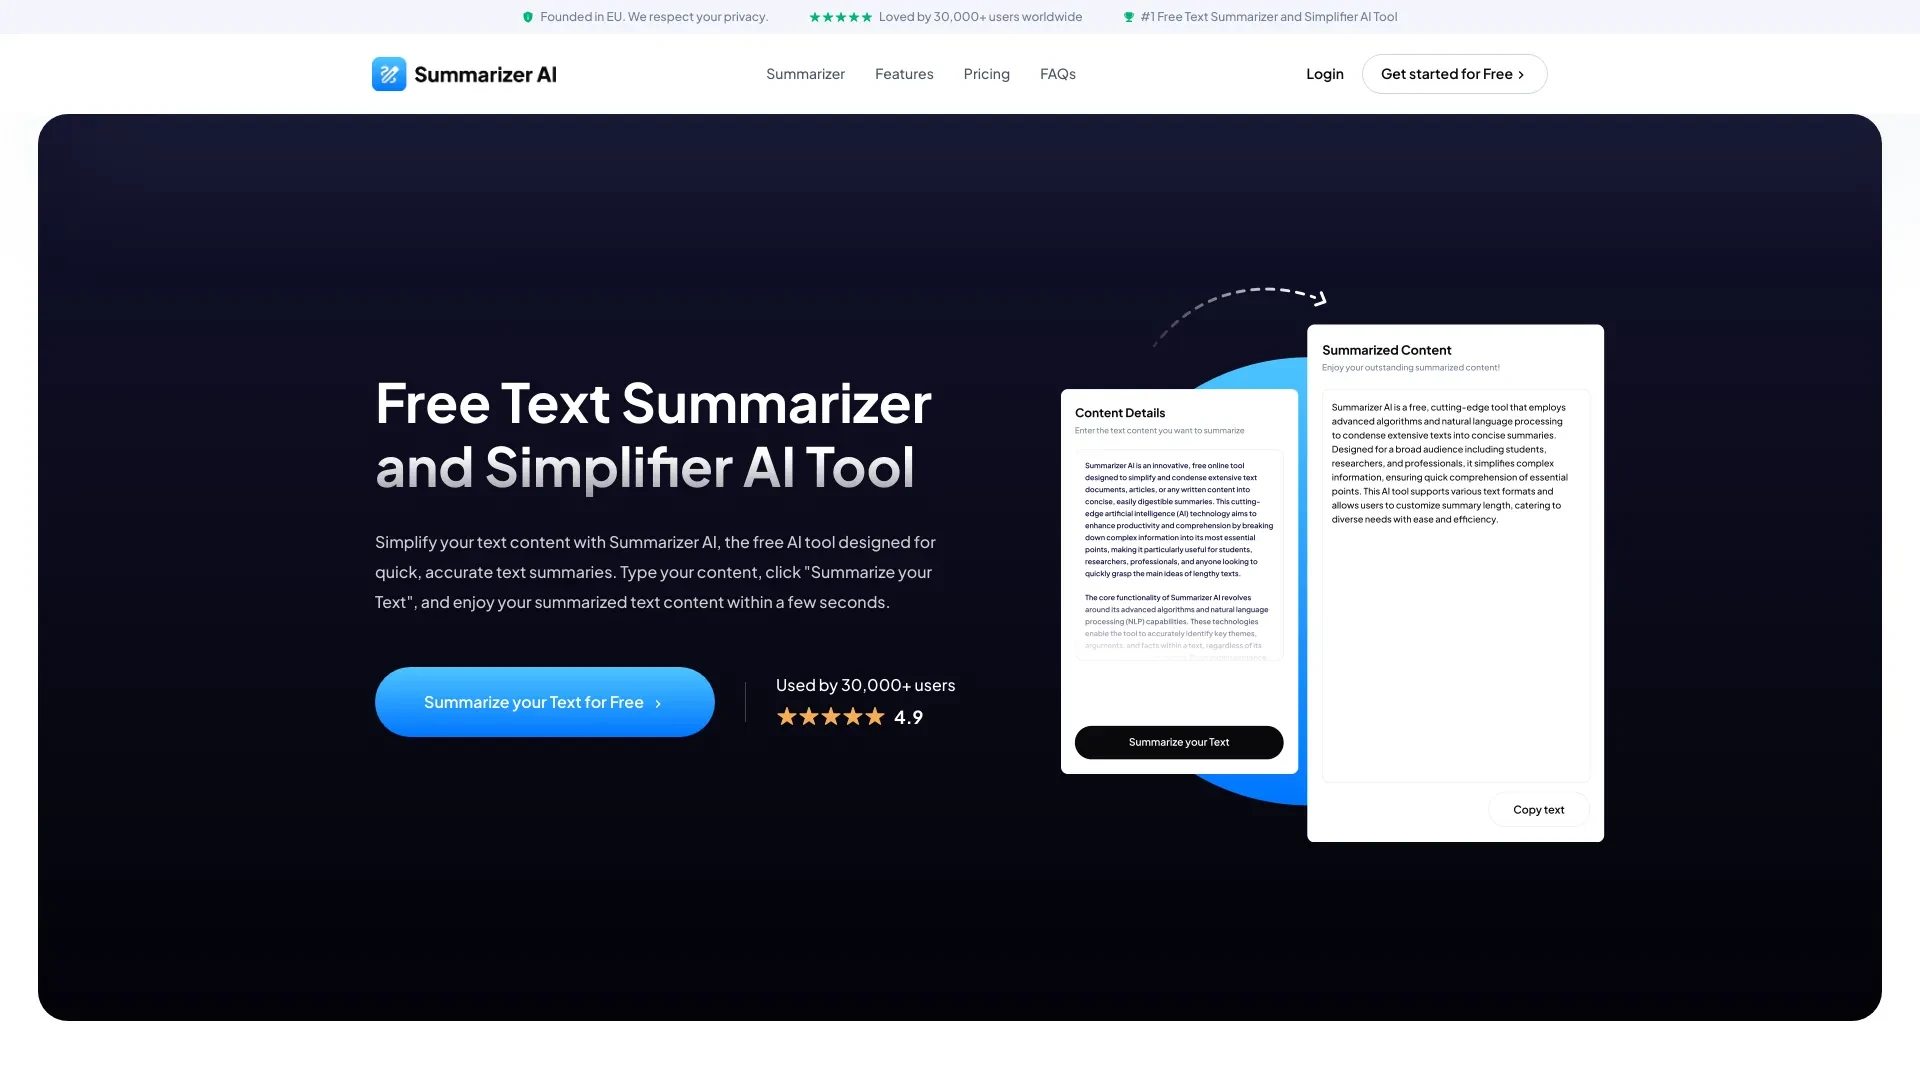 Founded in EU. We respect your privacy.
Loved by 30,000+ users worldwide
#1 Free Text Summarizer and Simplifier AI Tool
Summarizer AI
Summarizer
Features
Pricing
FAQs
Login
Get started for Free
Free Text Summarizer
and Simplifier AI Tool
Simplify your text content with Summarizer AI, the free AI tool designed for
quick, accurate text summaries. Type your content, click "Summarize your
Text", and enjoy your summarized text content within a few seconds.
Summarize your Text for Free
Used by 30,000+ users
4.9
Content Details
Enter the text content you want to summarize
Summarizer AI is an innovative, free online tool
designed to simplify and condense extensive text
documents, articles, or any written content into
concise, easily digestible summaries. This cutting-
edge artificial intelligence (AI) technology aims to
enhance productivity and comprehension by breaking
down complex information into its most essential
points, making it particularly useful for students,
researchers, professionals, and anyone looking to
quickly grasp the main ideas of lengthy texts.
The core functionality of Summarizer AI revolves
around its advanced algorithms and natural language
processing (NLP) capabilities. These technologies
enable the tool to accurately identify key themes,
arguments, and facts within a text, regardless of its
Summarize your Text
Summarized Content
Enjoy your outstanding summarized content!
Summarizer AI is a free, cutting-edge tool that employs
advanced algorithms and natural language processing
to condense extensive texts into concise summaries.
Designed for a broad audience including students,
researchers, and professionals, it simplifies complex
information, ensuring quick comprehension of essential
points. This AI tool supports various text formats and
allows users to customize summary length, catering to
diverse needs with ease and efficiency.
Copy text